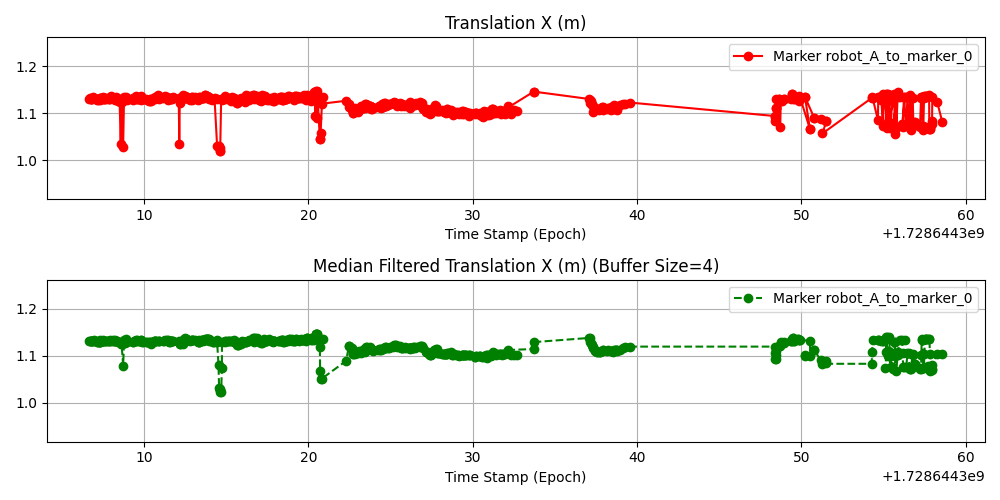 Translation X (m)
1.2
1.1
1.0
Marker robot_A_to_marker_0
10 20 30 40 50 60
Time Stamp (Epoch)
+1.7286443e9
Median Filtered Translation X (m) (Buffer Size=4)
1.2
1.1
1.0
Marker robot_A_to_marker_0
10 20 30 40 50 60
Time Stamp (Epoch)
+1.7286443e9